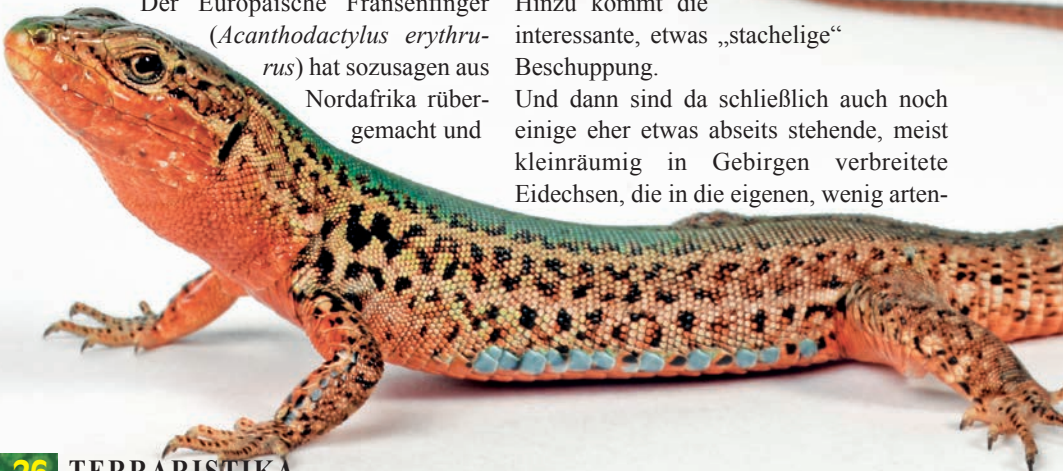 Der Europäische Fransenfinger
(Acanthodactylus erythru-
rus) hat sozusagen aus
Nordafrika rüber-
gemacht und
Hinzu kommt die
interessante, etwas „stachelige“
Beschuppung.
Und dann sind da schließlich auch noch
einige eher etwas abseits stehende, meist
kleinräumig in Gebirgen verbreitete
Eidechsen, die in die eigenen, wenig arten-
26 TERRARISTIKA